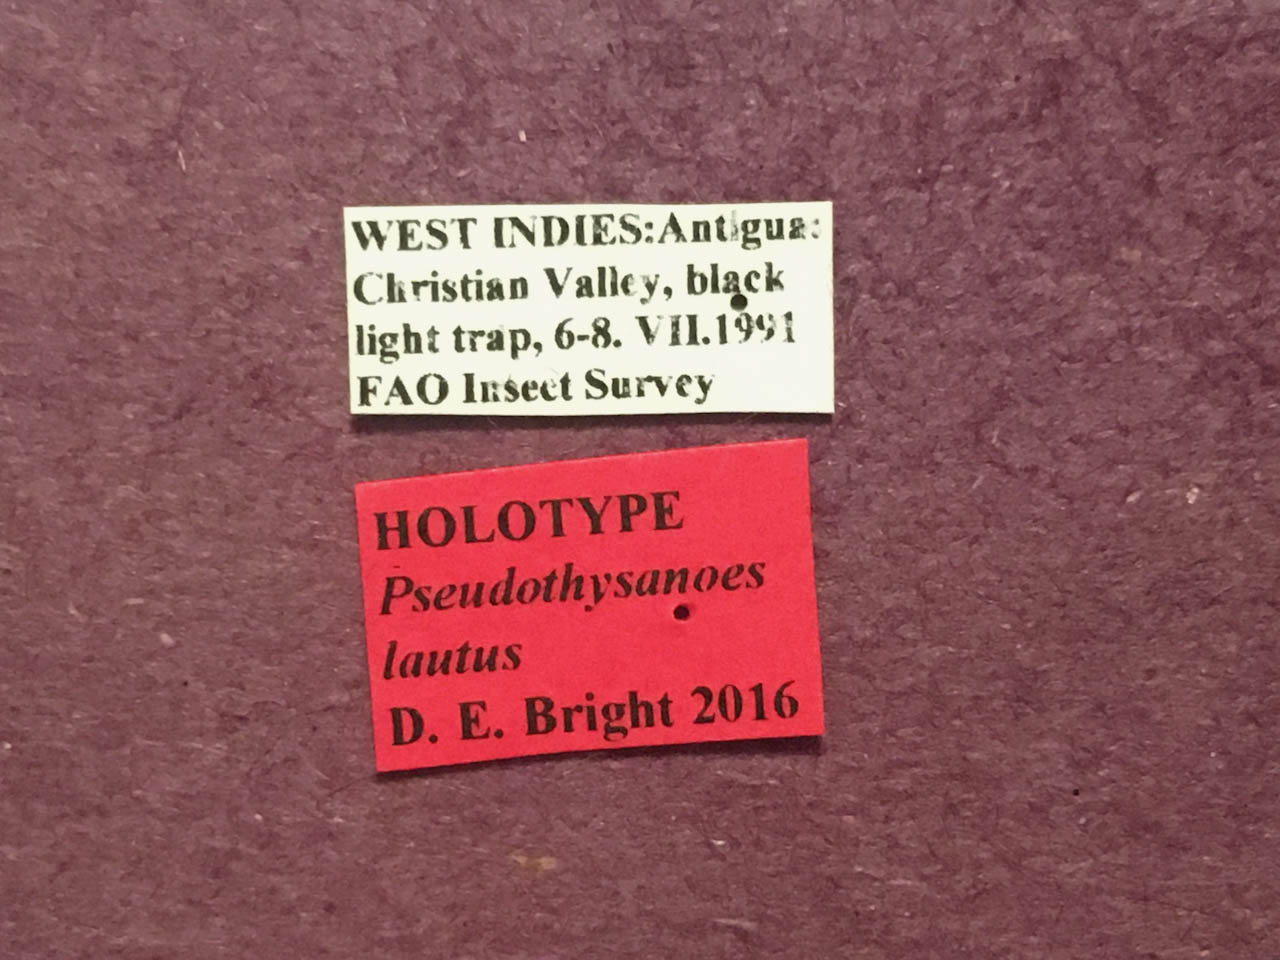 WEST INDIES:Antigua:
Christian Valley, black
light trap, 6-8. VII.1991
FAO Insect Survey
HOLOTYPE
Pseudothysanoes
lautus
D. E. Bright 2016